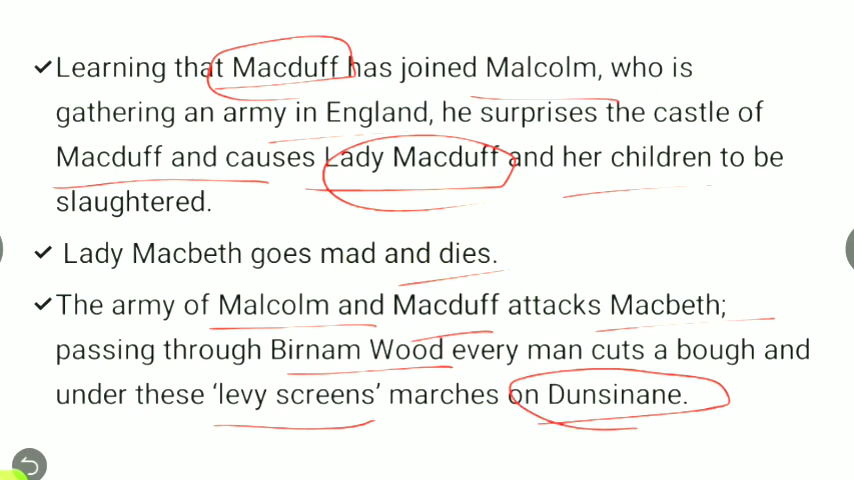 ✓Learning that Macduff has joined Malcolm, who is
gathering an army in England, he surprises the castle of
Macduff and causes Lady Macduff and her children to be
slaughtered.
✓ Lady Macbeth goes mad and dies.
✓The army of Malcolm and Macduff attacks Macbeth;
passing through Birnam Wood every man cuts a bough and
under these ‘levy screens’ marches on Dunsinane.